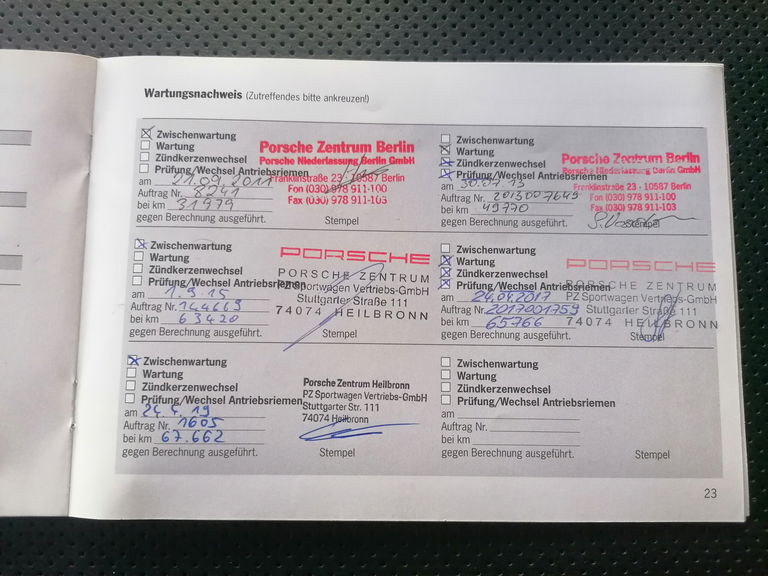 Wartungsnachweis (Zutreffendes bitte ankreuzen!)
Zwischenwartung
Wartung
Zündkerzenwechsel
Prüfung/Wechsel Antriebsriemen
am 21.09.2011
Auftrag Nr. 8241
bei km 31979
gegen Berechnung ausgeführt.
Stempel
Porsche Zentrum Berlin
Porsche Niederlassung Berlin GmbH
Franklinstraße 23 · 10587 Berlin
Fon (030) 978 911-100
Fax (030) 978 911-103
Zwischenwartung
Wartung
Zündkerzenwechsel
Prüfung/Wechsel Antriebsriemen
am 30.07.13
Auftrag Nr. 2013007649
bei km 49770
gegen Berechnung ausgeführt.
Stempel
Porsche Zentrum Berlin
Porsche Niederlassung Berlin GmbH
Franklinstraße 23 · 10587 Berlin
Fon (030) 978 911-100
Fax (030) 978 911-103
Zwischenwartung
Wartung
Zündkerzenwechsel
Prüfung/Wechsel Antriebsriemen
am 1.9.15
Auftrag Nr. 144669
bei km 63420
gegen Berechnung ausgeführt.
Stempel
PORSCHE
PORSCHE ZENTRUM
PZ Sportwagen Vertriebs-GmbH
Stuttgarter Straße 111
74074 HEILBRONN
Zwischenwartung
Wartung
Zündkerzenwechsel
Prüfung/Wechsel Antriebsriemen
am 24.04.2017
Auftrag Nr. 2017001759
bei km 65766
gegen Berechnung ausgeführt.
Stempel
PORSCHE
PORSCHE ZENTRUM
PZ Sportwagen Vertriebs-GmbH
Stuttgarter Straße 111
74074 HEILBRONN
Zwischenwartung
Wartung
Zündkerzenwechsel
Prüfung/Wechsel Antriebsriemen
am 24.4.19
Auftrag Nr. 1605
bei km 67.662
gegen Berechnung ausgeführt.
Stempel
Porsche Zentrum Heilbronn
PZ Sportwagen Vertriebs-GmbH
Stuttgarter Str. 111
74074 Heilbronn
Zwischenwartung
Wartung
Zündkerzenwechsel
Prüfung/Wechsel Antriebsriemen
am
Auftrag Nr.
bei km
gegen Berechnung ausgeführt.
Stempel
23